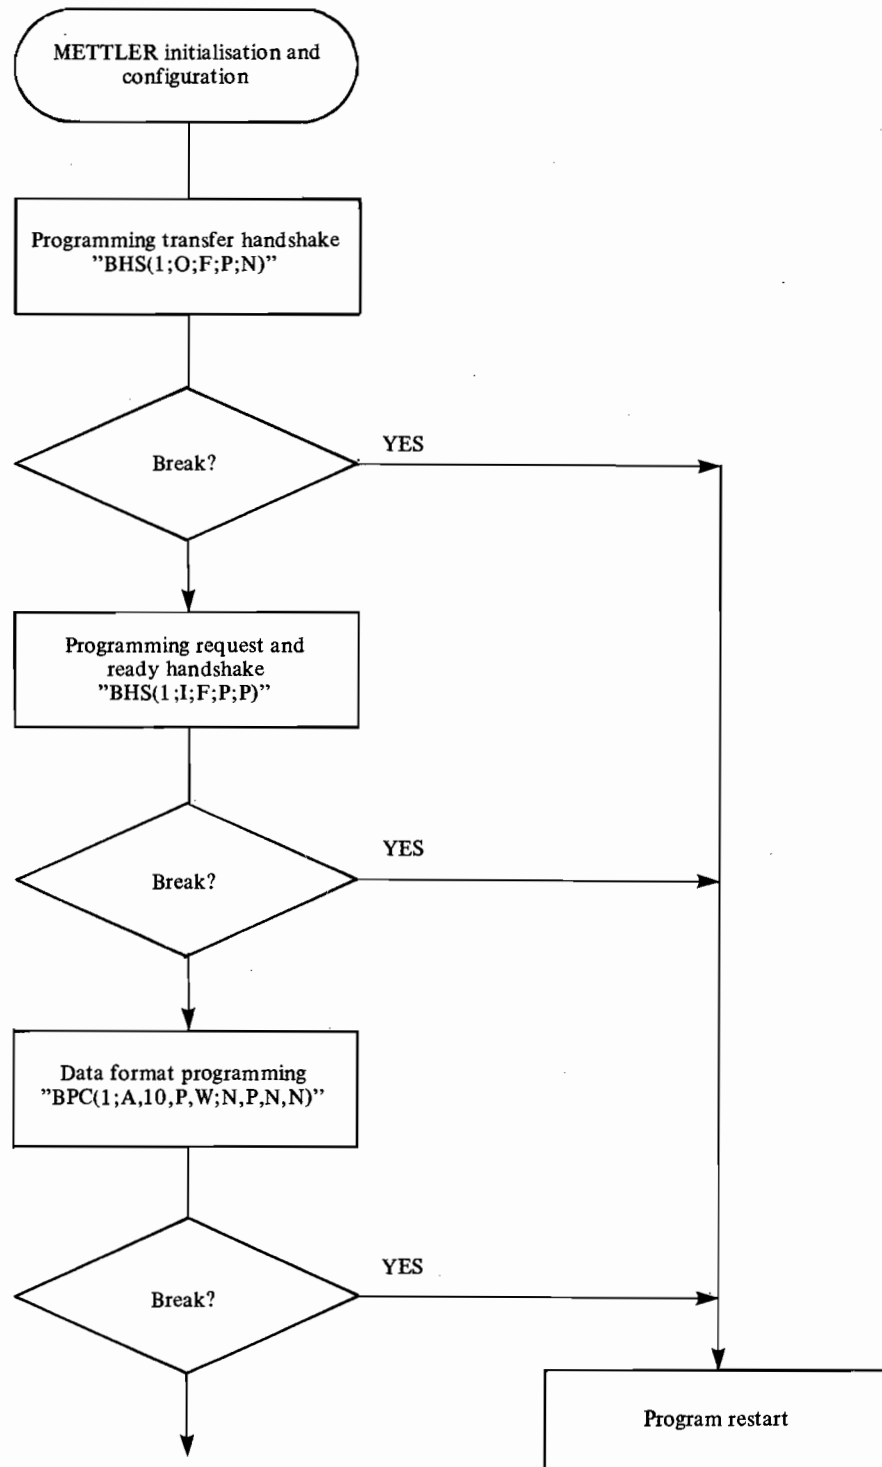 METTLER initialisation and
configuration
Programming transfer handshake
”BHS(1;O;F;P;N)”
YES
Break?
Programming request and
ready handshake
”BHS(1;I;F;P;P)”
YES
Break?
Data format programming
”BPC(1;A,10,P,W;N,P,N,N)”
YES
Break?
Program restart